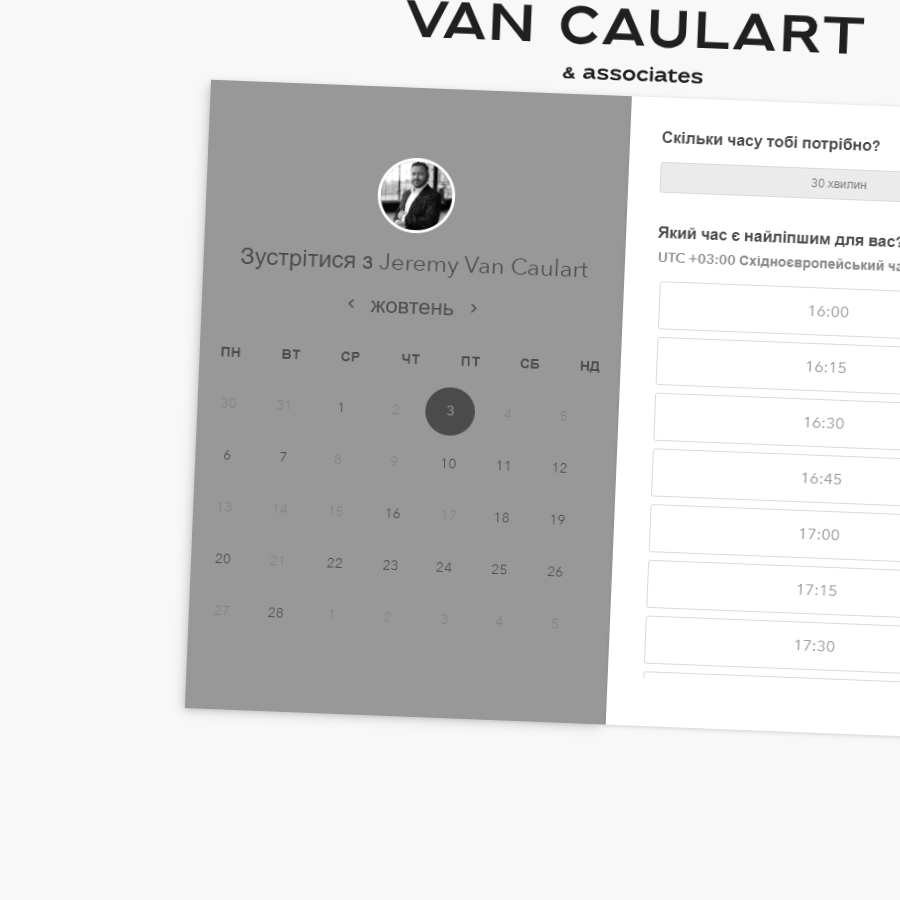 VAN CAULART
& associates
Зустрітися з Jeremy Van Caulart
‹ жовтень ›
ПН ВТ СР ЧТ ПТ СБ НД
30 31 1 2 3 4 5
6 7 8 9 10 11 12
13 14 15 16 17 18 19
20 21 22 23 24 25 26
27 28 1 2 3 4 5
Скільки часу тобі потрібно?
30 хвилин
Який час є найліпшим для вас?
UTC +03:00 Східноєвропейський
16:00
16:15
16:30
16:45
17:00
17:15
17:30